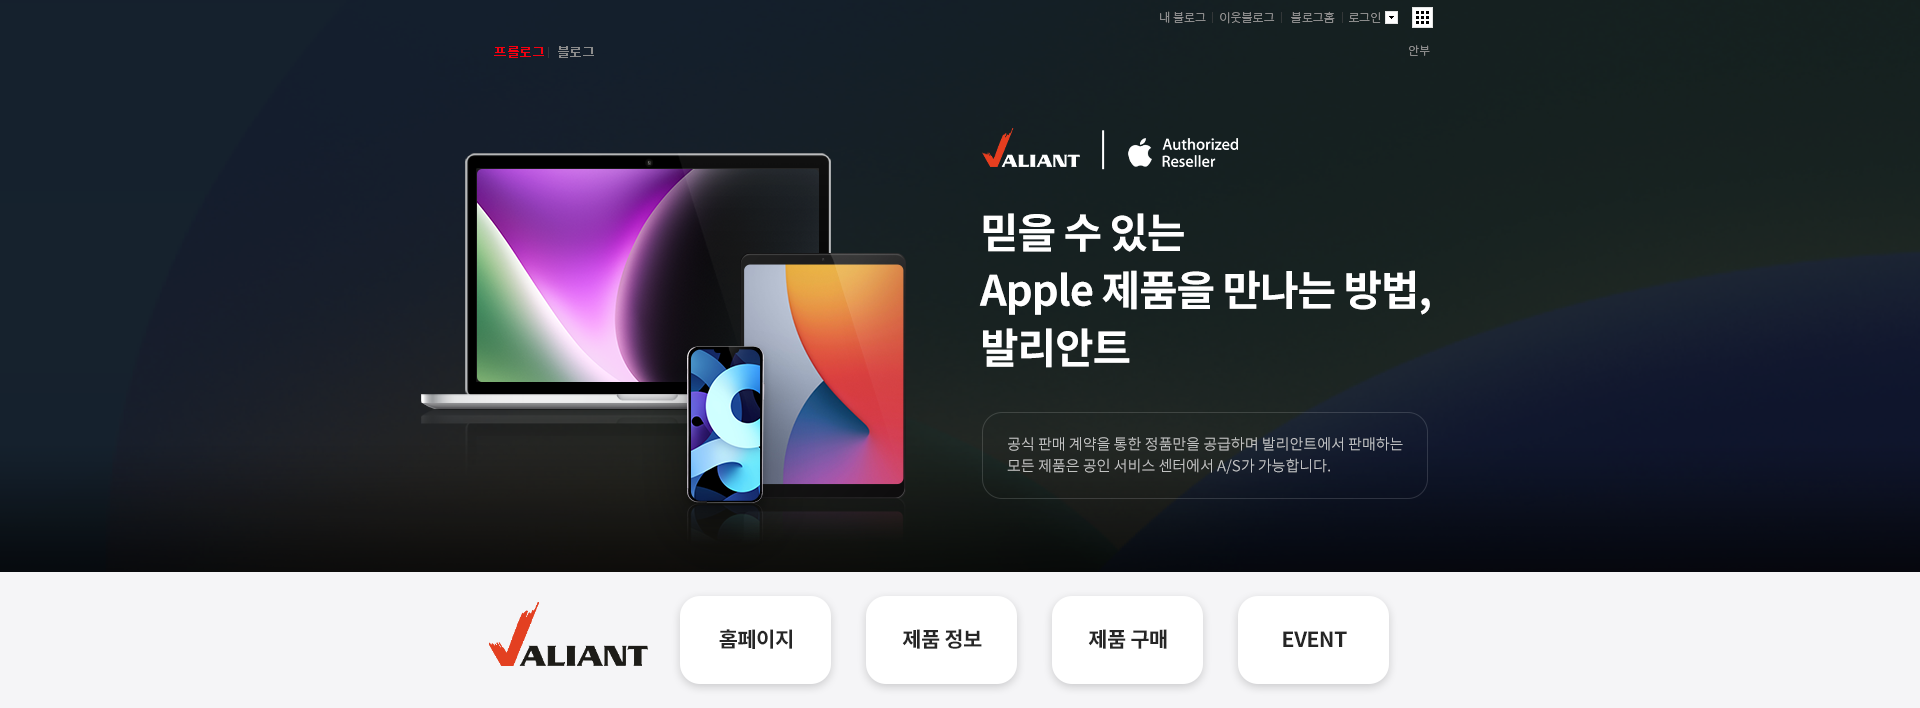 내 블로그 이웃블로그 블로그홈 로그인
프롤로그 블로그 안부
VALIANT Authorized Reseller
믿을 수 있는
Apple 제품을 만나는 방법,
발리안트
공식 판매 계약을 통한 정품만을 공급하며 발리안트에서 판매하는
모든 제품은 공인 서비스 센터에서 A/S가 가능합니다.
VALIANT 홈페이지 제품 정보 제품 구매 EVENT